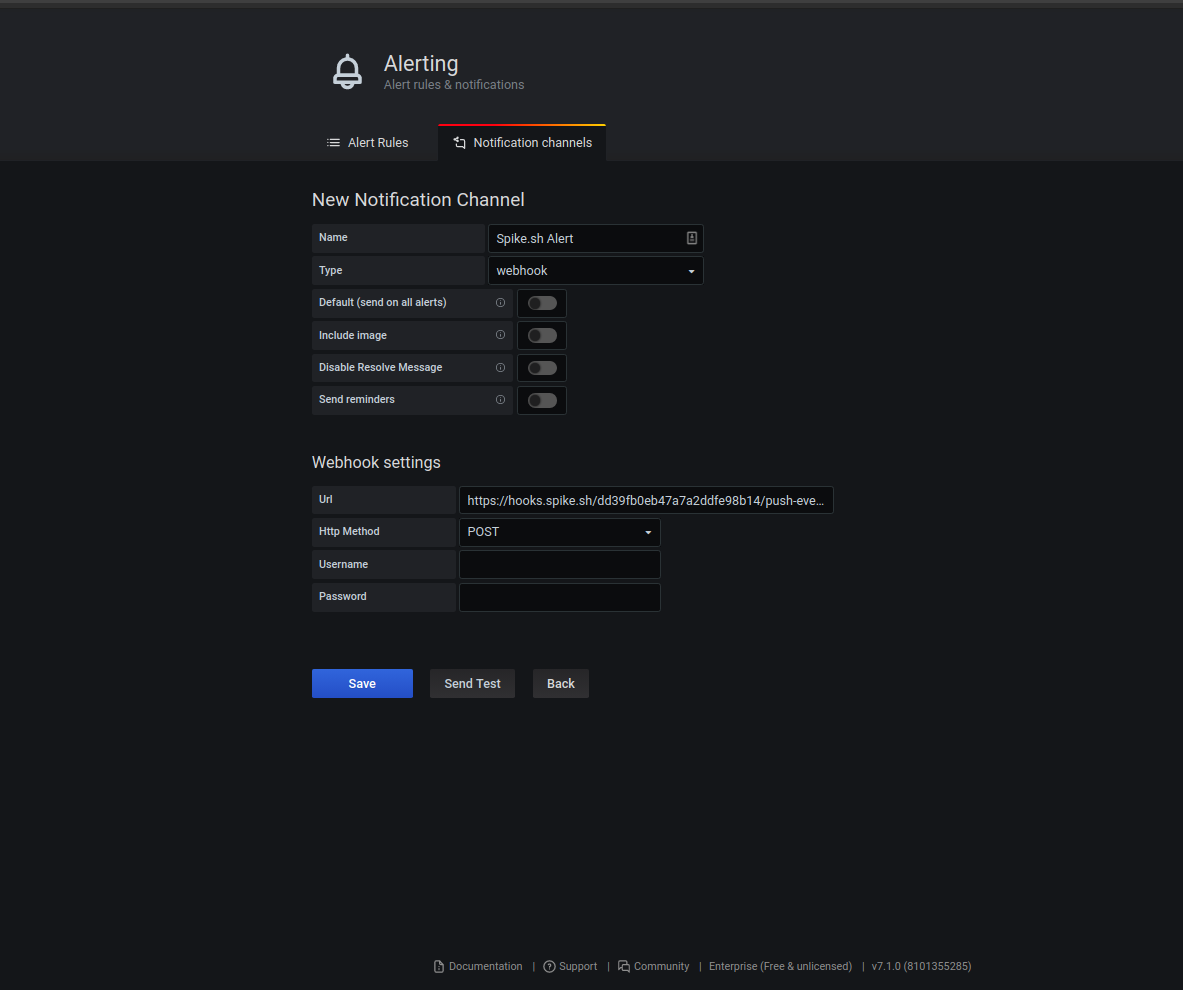 Alerting
Alert rules & notifications
Alert Rules
Notification channels
New Notification Channel
Name
Spike.sh Alert
Type
webhook
Default (send on all alerts)
Include image
Disable Resolve Message
Send reminders
Webhook settings
Url
https://hooks.spike.sh/dd39fb0eb47a7a2ddfe98b14/push-eve...
Http Method
POST
Username
Password
Save
Send Test
Back
Documentation | Support | Community | Enterprise (Free & unlicensed) | v7.1.0 (8101355285)